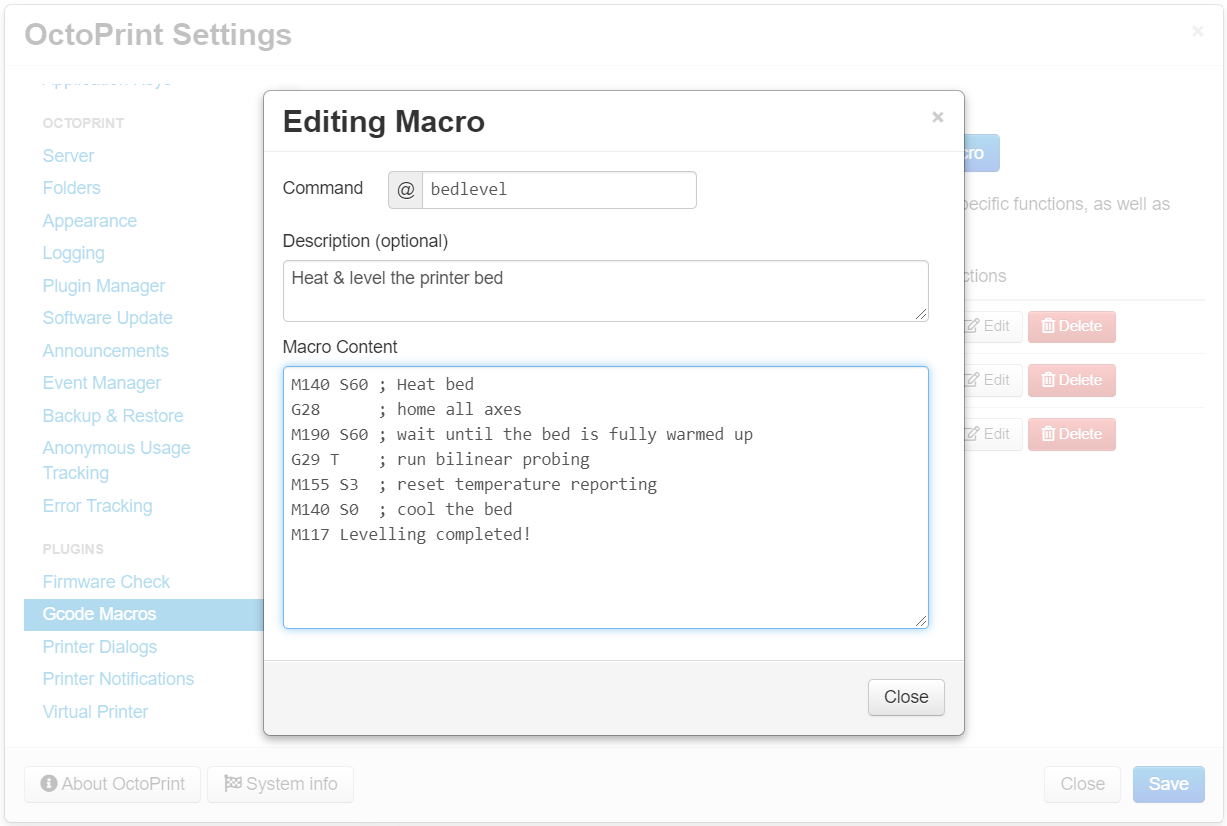 OctoPrint Settings
×
OCTOPRINT
Server
Folders
Appearance
Logging
Plugin Manager
Software Update
Announcements
Event Manager
Backup & Restore
Anonymous Usage
Tracking
Error Tracking
PLUGINS
Firmware Check
Gcode Macros
Printer Dialogs
Printer Notifications
Virtual Printer
Editing Macro
×
Command @ bedlevel
Description (optional)
Heat & level the printer bed
Macro Content
M140 S60 ; Heat bed
G28      ; home all axes
M190 S60 ; wait until the bed is fully warmed up
G29 T    ; run bilinear probing
M155 S3  ; reset temperature reporting
M140 S0  ; cool the bed
M117 Levelling completed!
Close
cro
pecific functions, as well as
ctions
Edit Delete
Edit Delete
Edit Delete
About OctoPrint System info Close Save